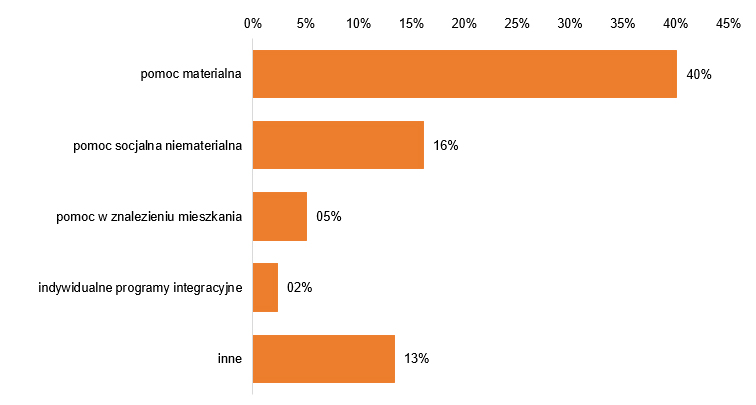 0% 5% 10% 15% 20% 25% 30% 35% 40% 45%
pomoc materialna 40%
pomoc socjalna niematerialna 16%
pomoc w znalezieniu mieszkania 05%
indywidualne programy integracyjne 02%
inne 13%